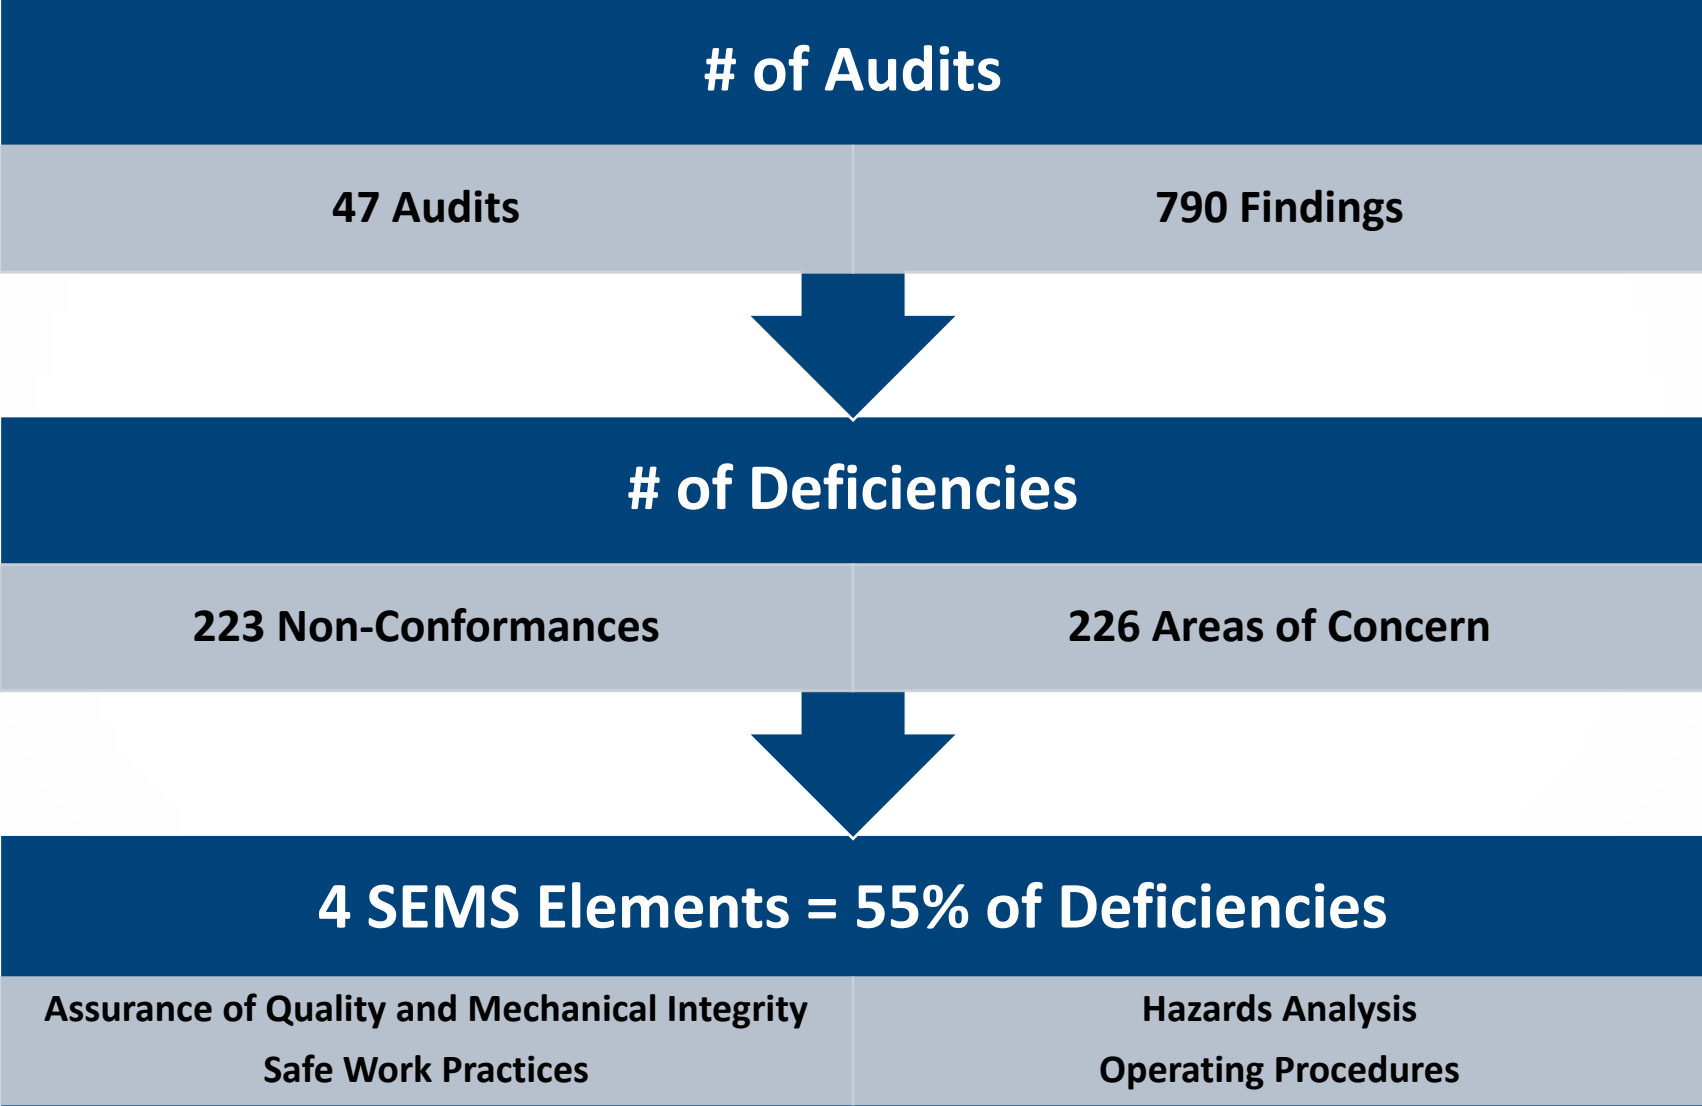 # of Audits
47 Audits
790 Findings
# of Deficiencies
223 Non-Conformances
226 Areas of Concern
4 SEMS Elements = 55% of Deficiencies
Assurance of Quality and Mechanical Integrity
Safe Work Practices
Hazards Analysis
Operating Procedures